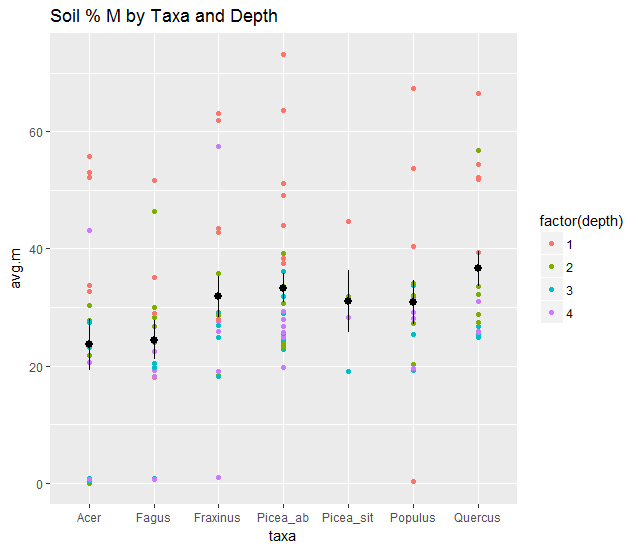 Soil % M by Taxa and Depth
avg.m
60
40
20
0
Acer Fagus Fraxinus Picea_ab Picea_sit Populus Quercus
taxa
factor(depth)
1
2
3
4